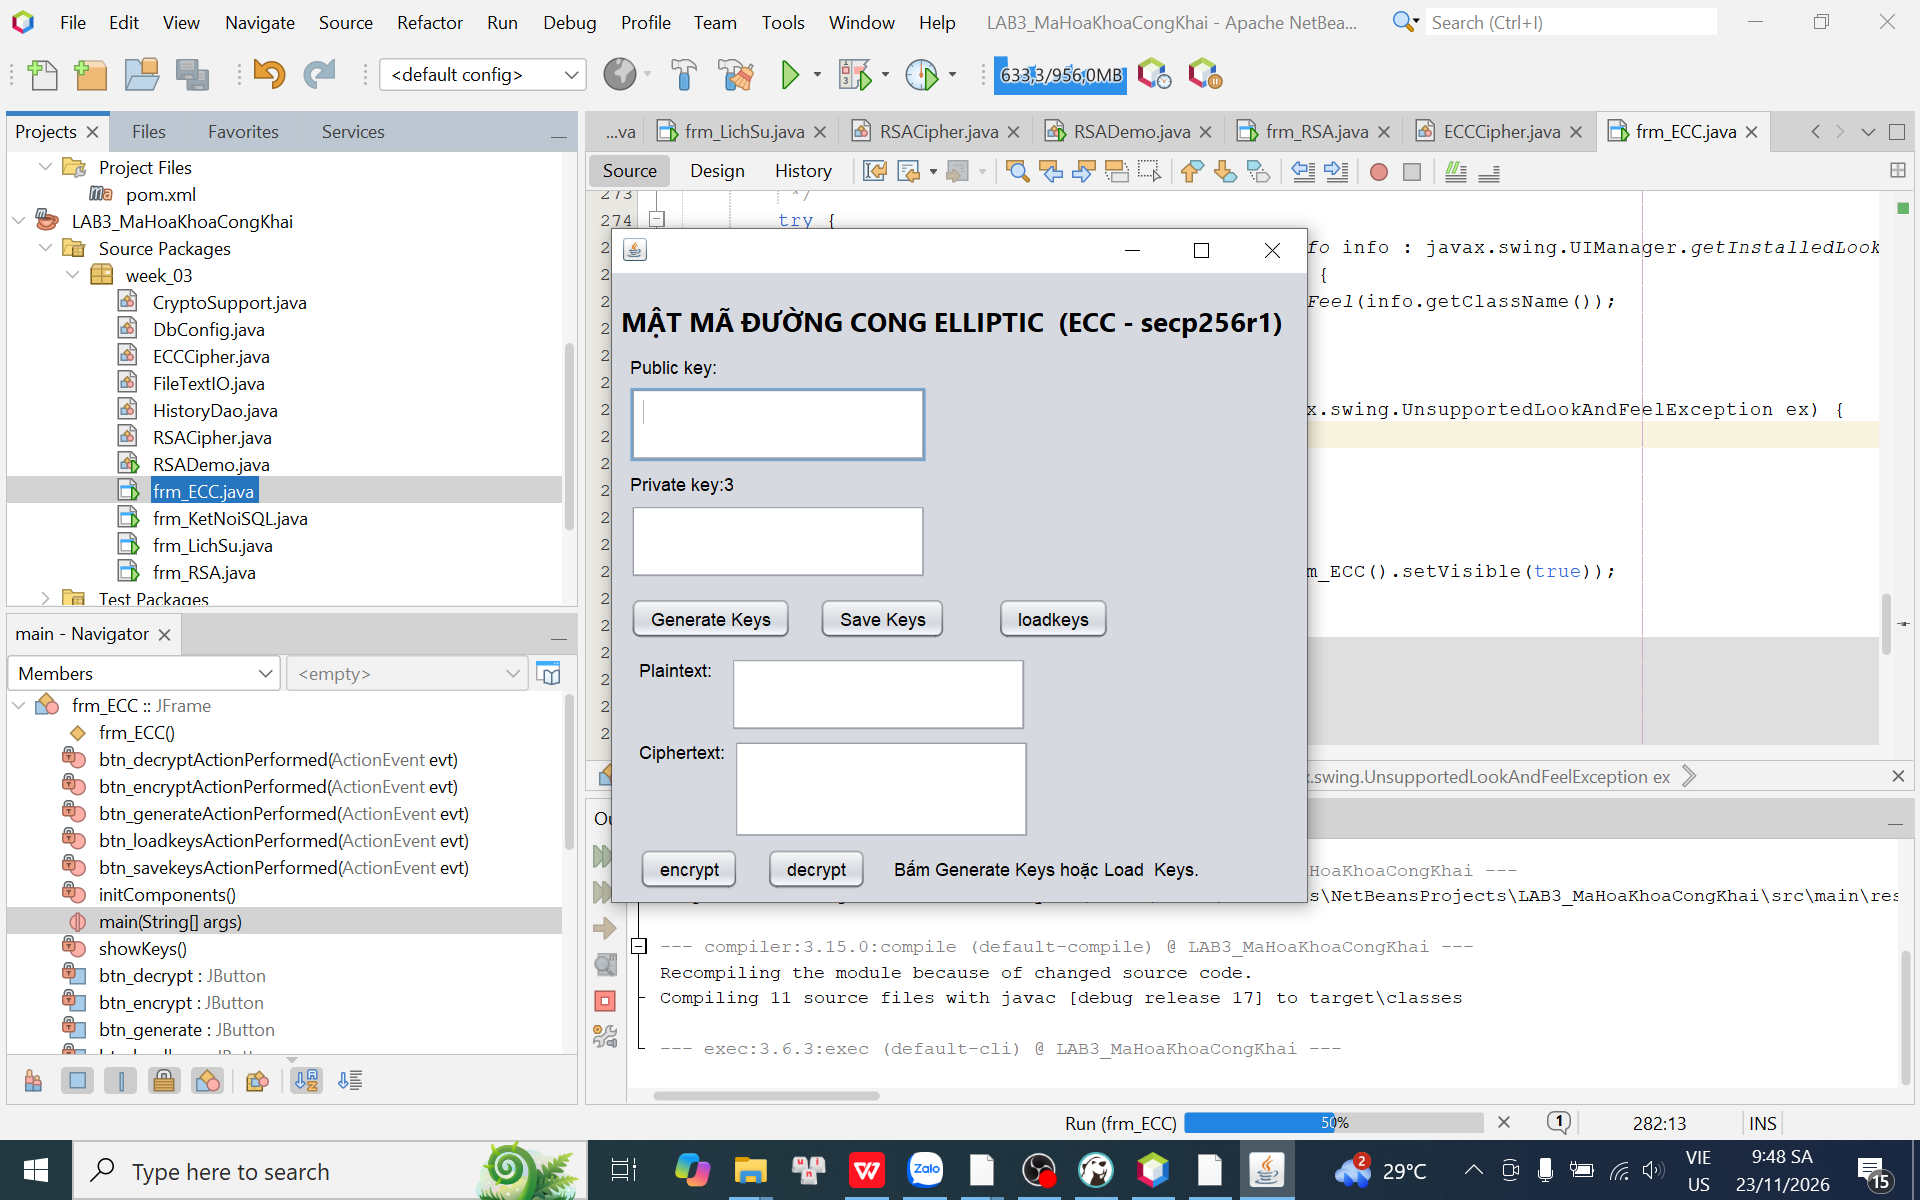 File Edit View Navigate Source Refactor Run Debug Profile Team Tools Window Help LAB3_MaHoaKhoaCongKhai - Apache NetBea... Search (Ctrl+I)
<default config> 633,3/956,0MB
Projects Files Favorites Services
Project Files
pom.xml
LAB3_MaHoaKhoaCongKhai
Source Packages
week_03
CryptoSupport.java
DbConfig.java
ECCCipher.java
FileTextIO.java
HistoryDao.java
RSACipher.java
RSADemo.java
frm_ECC.java
frm_KetNoiSQL.java
frm_LichSu.java
frm_RSA.java
Test Packages
main - Navigator
Members <empty>
frm_ECC :: JFrame
frm_ECC()
btn_decryptActionPerformed(ActionEvent evt)
btn_encryptActionPerformed(ActionEvent evt)
btn_generateActionPerformed(ActionEvent evt)
btn_loadkeysActionPerformed(ActionEvent evt)
btn_savekeysActionPerformed(ActionEvent evt)
initComponents()
main(String[] args)
showKeys()
btn_decrypt : JButton
btn_encrypt : JButton
btn_generate : JButton
...va frm_LichSu.java RSACipher.java RSADemo.java frm_RSA.java ECCCipher.java frm_ECC.java
Source Design History
273 */
274 try {
fo info : javax.swing.UIManager.getInstalledLook
{
Feel(info.getClassName());
x.swing.UnsupportedLookAndFeelException ex) {
m_ECC().setVisible(true));
x.swing.UnsupportedLookAndFeelException ex
MẬT MÃ ĐƯỜNG CONG ELLIPTIC (ECC - secp256r1)
Public key:
Private key:3
Generate Keys Save Keys loadkeys
Plaintext:
Ciphertext:
encrypt decrypt Bấm Generate Keys hoặc Load Keys.
HoaKhoaCongKhai ---
s\NetBeansProjects\LAB3_MaHoaKhoaCongKhai\src\main\res
--- compiler:3.15.0:compile (default-compile) @ LAB3_MaHoaKhoaCongKhai ---
Recompiling the module because of changed source code.
Compiling 11 source files with javac [debug release 17] to target\classes
--- exec:3.6.3:exec (default-cli) @ LAB3_MaHoaKhoaCongKhai ---
Run (frm_ECC) 50% 1 282:13 INS
Type here to search Zalo 2 29°C VIE US 9:48 SA 23/11/2026 15